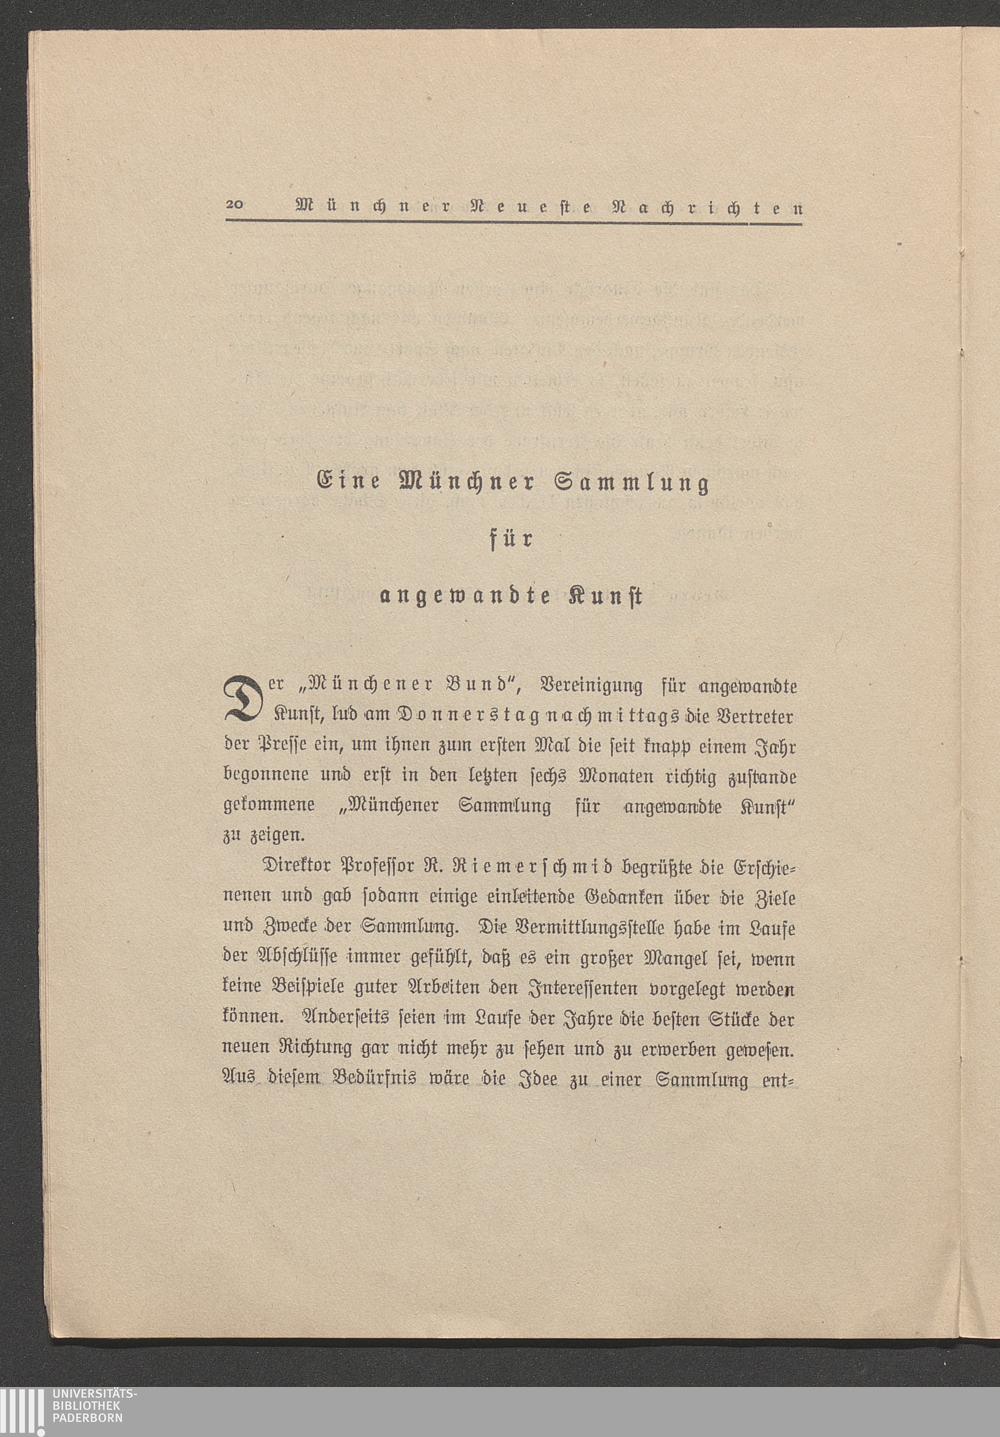 20 Münchner Neueste Nachrichten
Eine Münchner Sammlung
für
angewandte Kunst
Der „Münchener Bund“, Vereinigung für angewandte
Kunst, lud am Donnerstagnachmittags die Vertreter
der Presse ein, um ihnen zum ersten Mal die seit knapp einem Jahr
begonnene und erst in den letzten sechs Monaten richtig zustande
gekommene „Münchener Sammlung für angewandte Kunst“
zu zeigen.
Direktor Professor R. Riemerschmid begrüßte die Erschie-
nenen und gab sodann einige einleitende Gedanken über die Ziele
und Zwecke der Sammlung. Die Vermittlungsstelle habe im Laufe
der Abschlüsse immer gefühlt, daß es ein großer Mangel sei, wenn
keine Beispiele guter Arbeiten den Interessenten vorgelegt werden
können. Anderseits seien im Laufe der Jahre die besten Stücke der
neuen Richtung gar nicht mehr zu sehen und zu erwerben gewesen.
Aus diesem Bedürfnis wäre die Idee zu einer Sammlung ent-
UNIVERSITÄTS-
BIBLIOTHEK
PADERBORN